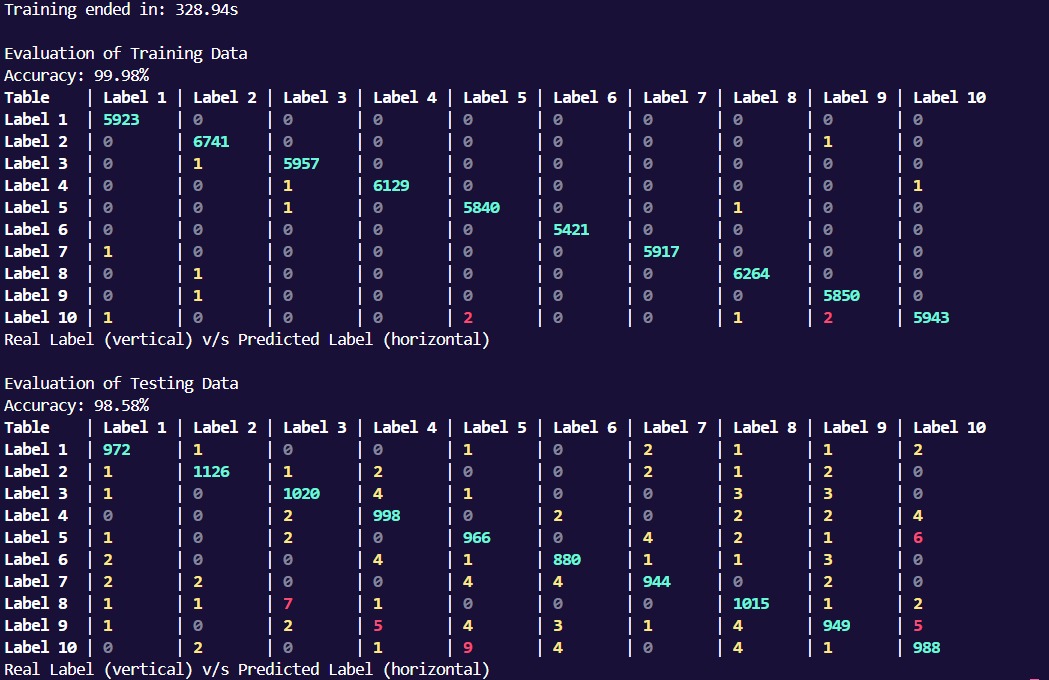 Training ended in: 328.94s
Evaluation of Training Data
Accuracy: 99.98%
Table | Label 1 | Label 2 | Label 3 | Label 4 | Label 5 | Label 6 | Label 7 | Label 8 | Label 9 | Label 10
Label 1 | 5923 | 0 | 0 | 0 | 0 | 0 | 0 | 0 | 0 | 0
Label 2 | 0 | 6741 | 0 | 0 | 0 | 0 | 0 | 0 | 1 | 0
Label 3 | 0 | 1 | 5957 | 0 | 0 | 0 | 0 | 0 | 0 | 0
Label 4 | 0 | 0 | 1 | 6129 | 0 | 0 | 0 | 0 | 0 | 1
Label 5 | 0 | 0 | 1 | 0 | 5840 | 0 | 0 | 1 | 0 | 0
Label 6 | 0 | 0 | 0 | 0 | 0 | 5421 | 0 | 0 | 0 | 0
Label 7 | 1 | 0 | 0 | 0 | 0 | 0 | 5917 | 0 | 0 | 0
Label 8 | 0 | 1 | 0 | 0 | 0 | 0 | 0 | 6264 | 0 | 0
Label 9 | 0 | 1 | 0 | 0 | 0 | 0 | 0 | 0 | 5850 | 0
Label 10 | 1 | 0 | 0 | 0 | 2 | 0 | 0 | 1 | 2 | 5943
Real Label (vertical) v/s Predicted Label (horizontal)
Evaluation of Testing Data
Accuracy: 98.58%
Table | Label 1 | Label 2 | Label 3 | Label 4 | Label 5 | Label 6 | Label 7 | Label 8 | Label 9 | Label 10
Label 1 | 972 | 1 | 0 | 0 | 1 | 0 | 2 | 1 | 1 | 2
Label 2 | 1 | 1126 | 1 | 2 | 0 | 0 | 2 | 1 | 2 | 0
Label 3 | 1 | 0 | 1020 | 4 | 1 | 0 | 0 | 3 | 3 | 0
Label 4 | 0 | 0 | 2 | 998 | 0 | 2 | 0 | 2 | 2 | 4
Label 5 | 1 | 0 | 2 | 0 | 966 | 0 | 4 | 2 | 1 | 6
Label 6 | 2 | 0 | 0 | 4 | 1 | 880 | 1 | 1 | 3 | 0
Label 7 | 2 | 2 | 0 | 0 | 4 | 4 | 944 | 0 | 2 | 0
Label 8 | 1 | 1 | 7 | 1 | 0 | 0 | 0 | 1015 | 1 | 2
Label 9 | 1 | 0 | 2 | 5 | 4 | 3 | 1 | 4 | 949 | 5
Label 10 | 0 | 2 | 0 | 1 | 9 | 4 | 0 | 4 | 1 | 988
Real Label (vertical) v/s Predicted Label (horizontal)